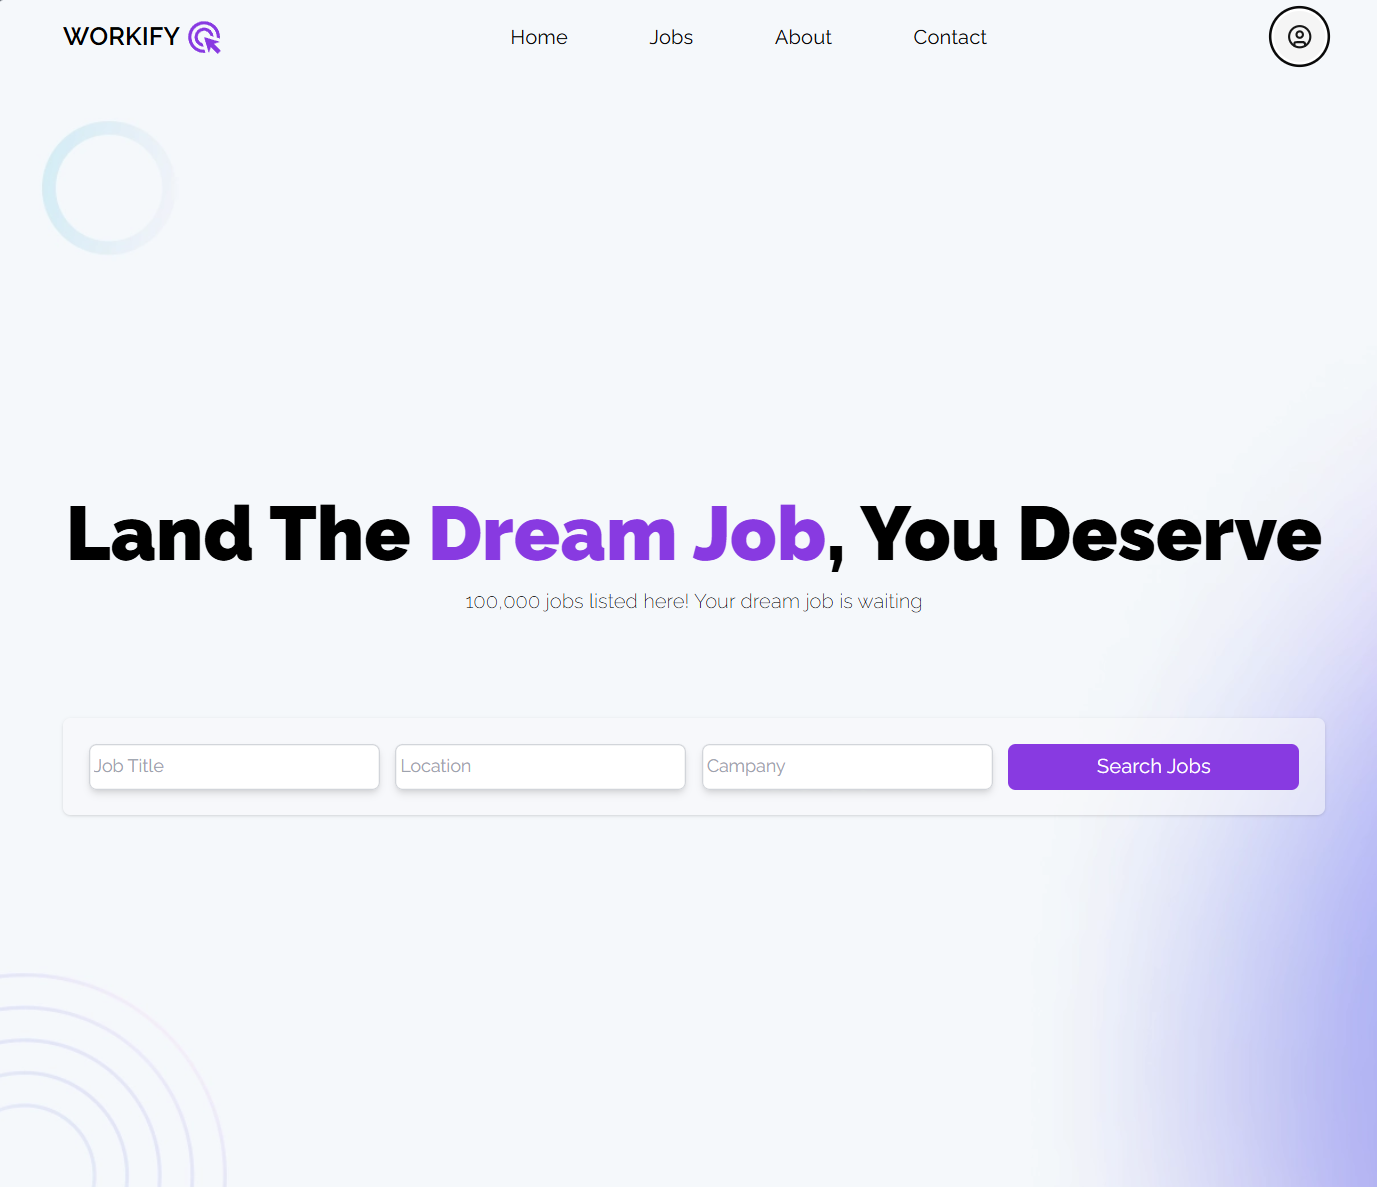 WORKIFY
Home Jobs About Contact
Land The Dream Job, You Deserve
100,000 jobs listed here! Your dream job is waiting
Job Title Location Campany Search Jobs